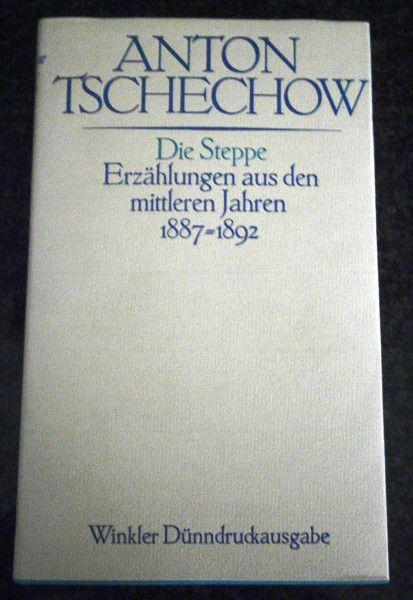 ANTON
TSCHECHOW
Die Steppe
Erzählungen aus den
mittleren Jahren
1887-1892
Winkler Dünndruckausgabe